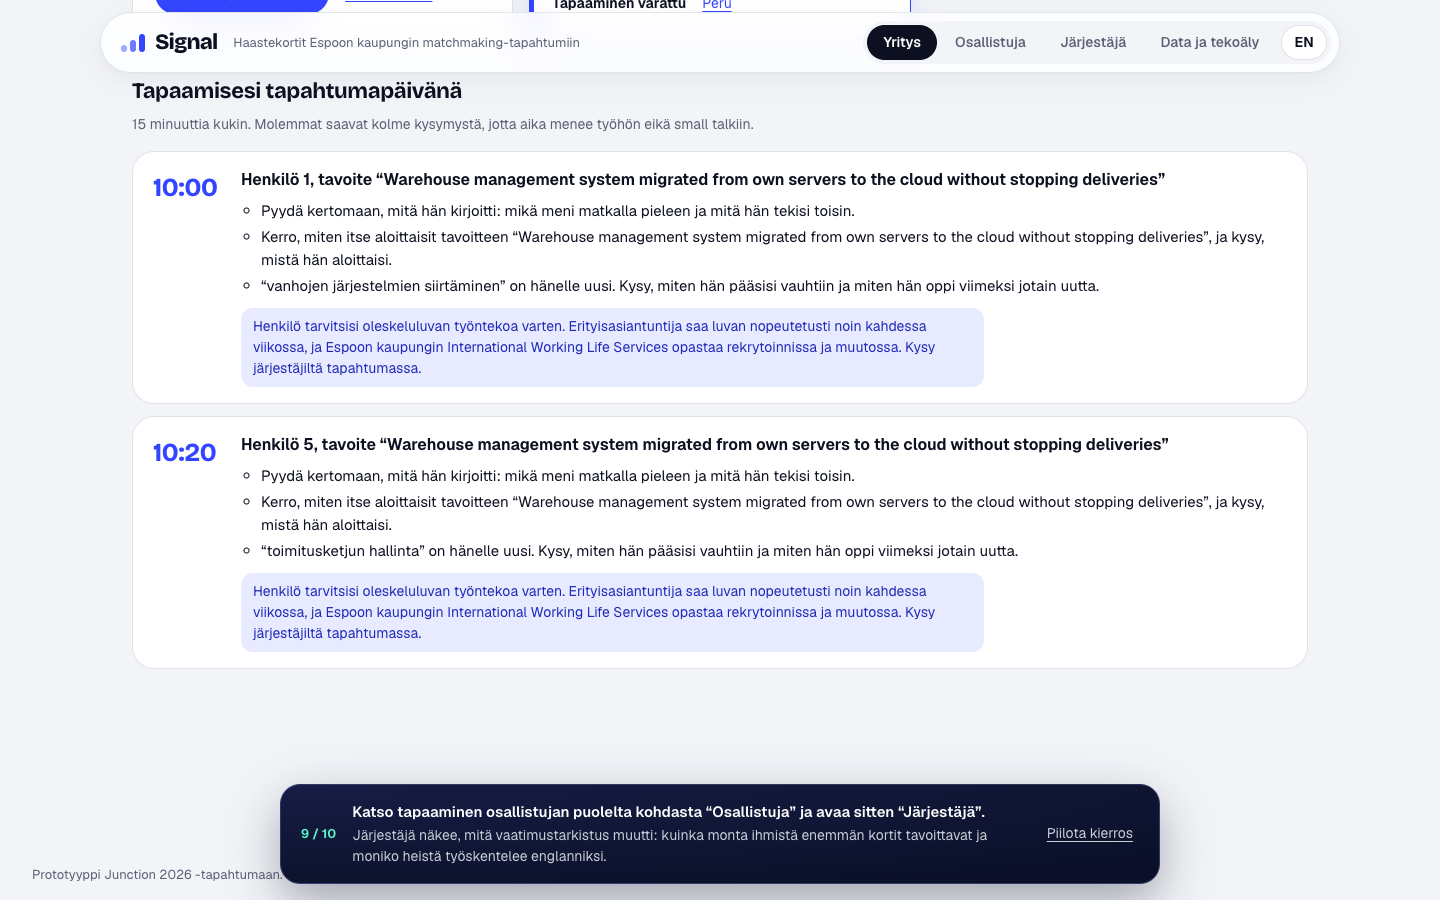 Tapaaminen varattu Peru
Signal Haastekortit Espoon kaupungin matchmaking-tapahtumiin Yritys Osallistuja Järjestäjä Data ja tekoäly EN
Tapaamisesi tapahtumapäivänä
15 minuuttia kukin. Molemmat saavat kolme kysymystä, jotta aika menee työhön eikä small talkiin.
10:00 Henkilö 1, tavoite “Warehouse management system migrated from own servers to the cloud without stopping deliveries”
Pyydä kertomaan, mitä hän kirjoitti: mikä meni matkalla pieleen ja mitä hän tekisi toisin.
Kerro, miten itse aloittaisit tavoitteen “Warehouse management system migrated from own servers to the cloud without stopping deliveries”, ja kysy,
mistä hän aloittaisi.
“vanhojen järjestelmien siirtäminen” on hänelle uusi. Kysy, miten hän pääsisi vauhtiin ja miten hän oppi viimeksi jotain uutta.
Henkilö tarvitsisi oleskeluluvan työntekoa varten. Erityisasiantuntija saa luvan nopeutetusti noin kahdessa
viikossa, ja Espoon kaupungin International Working Life Services opastaa rekrytoinnissa ja muutossa. Kysy
järjestäjiltä tapahtumassa.
10:20 Henkilö 5, tavoite “Warehouse management system migrated from own servers to the cloud without stopping deliveries”
Pyydä kertomaan, mitä hän kirjoitti: mikä meni matkalla pieleen ja mitä hän tekisi toisin.
Kerro, miten itse aloittaisit tavoitteen “Warehouse management system migrated from own servers to the cloud without stopping deliveries”, ja kysy,
mistä hän aloittaisi.
“toimitusketjun hallinta” on hänelle uusi. Kysy, miten hän pääsisi vauhtiin ja miten hän oppi viimeksi jotain uutta.
Henkilö tarvitsisi oleskeluluvan työntekoa varten. Erityisasiantuntija saa luvan nopeutetusti noin kahdessa
viikossa, ja Espoon kaupungin International Working Life Services opastaa rekrytoinnissa ja muutossa. Kysy
järjestäjiltä tapahtumassa.
Katso tapaaminen osallistujan puolelta kohdasta “Osallistuja” ja avaa sitten “Järjestäjä”.
9 / 10 Järjestäjä näkee, mitä vaatimustarkistus muutti: kuinka monta ihmistä enemmän kortit tavoittavat ja Piilota kierros
moniko heistä työskentelee englanniksi.
Prototyyppi Junction 2026 -tapahtumaan.